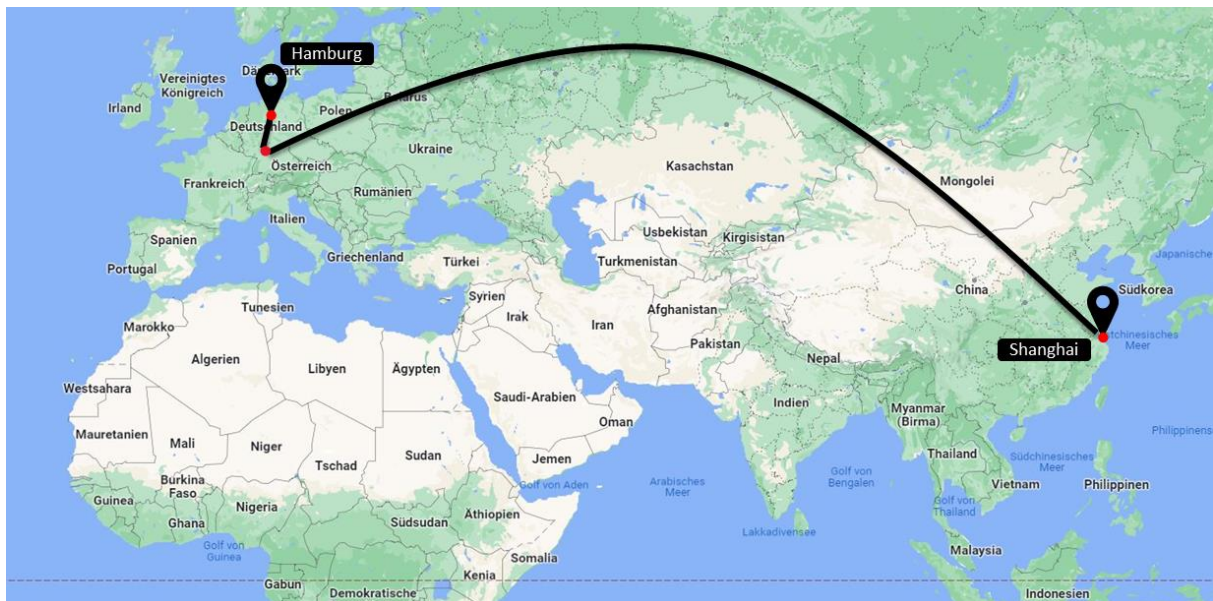 Hamburg
Dänemark
Vereinigtes
Königreich
Irland
Polen
Belarus
Deutschland
Ukraine
Österreich
Kasachstan
Frankreich
Mongolei
Rumänien
Italien
Usbekistan
Kirgisistan
Spanien
Griechenland
Türkei
Turkmenistan
Japanische
Portugal
China
Südkorea
Syrien
Afghanistan
Tunesien
Irak
Iran
Marokko
Pakistan
Ostchinesisches
Meer
Shanghai
Nepal
Algerien
Libyen
Ägypten
Westsahara
Saudi-Arabien
Indien
Oman
Myanmar
(Birma)
Mauretanien
Mali
Niger
Sudan
Philippinens
Tschad
Jemen
Thailand
Südchinesisches
Meer
Burkina
Faso
Golf von Aden
Arabisches
Meer
Golf von
Bengalen
Vietnam
Philippinen
Guinea
Nigeria
Südsudan
Äthiopien
Golf von
Thailand
Ghana
Lakkadivensee
Golf von
Guinea
Somalia
Malaysia
Kenia
Gabun
Demokratische
Indonesien